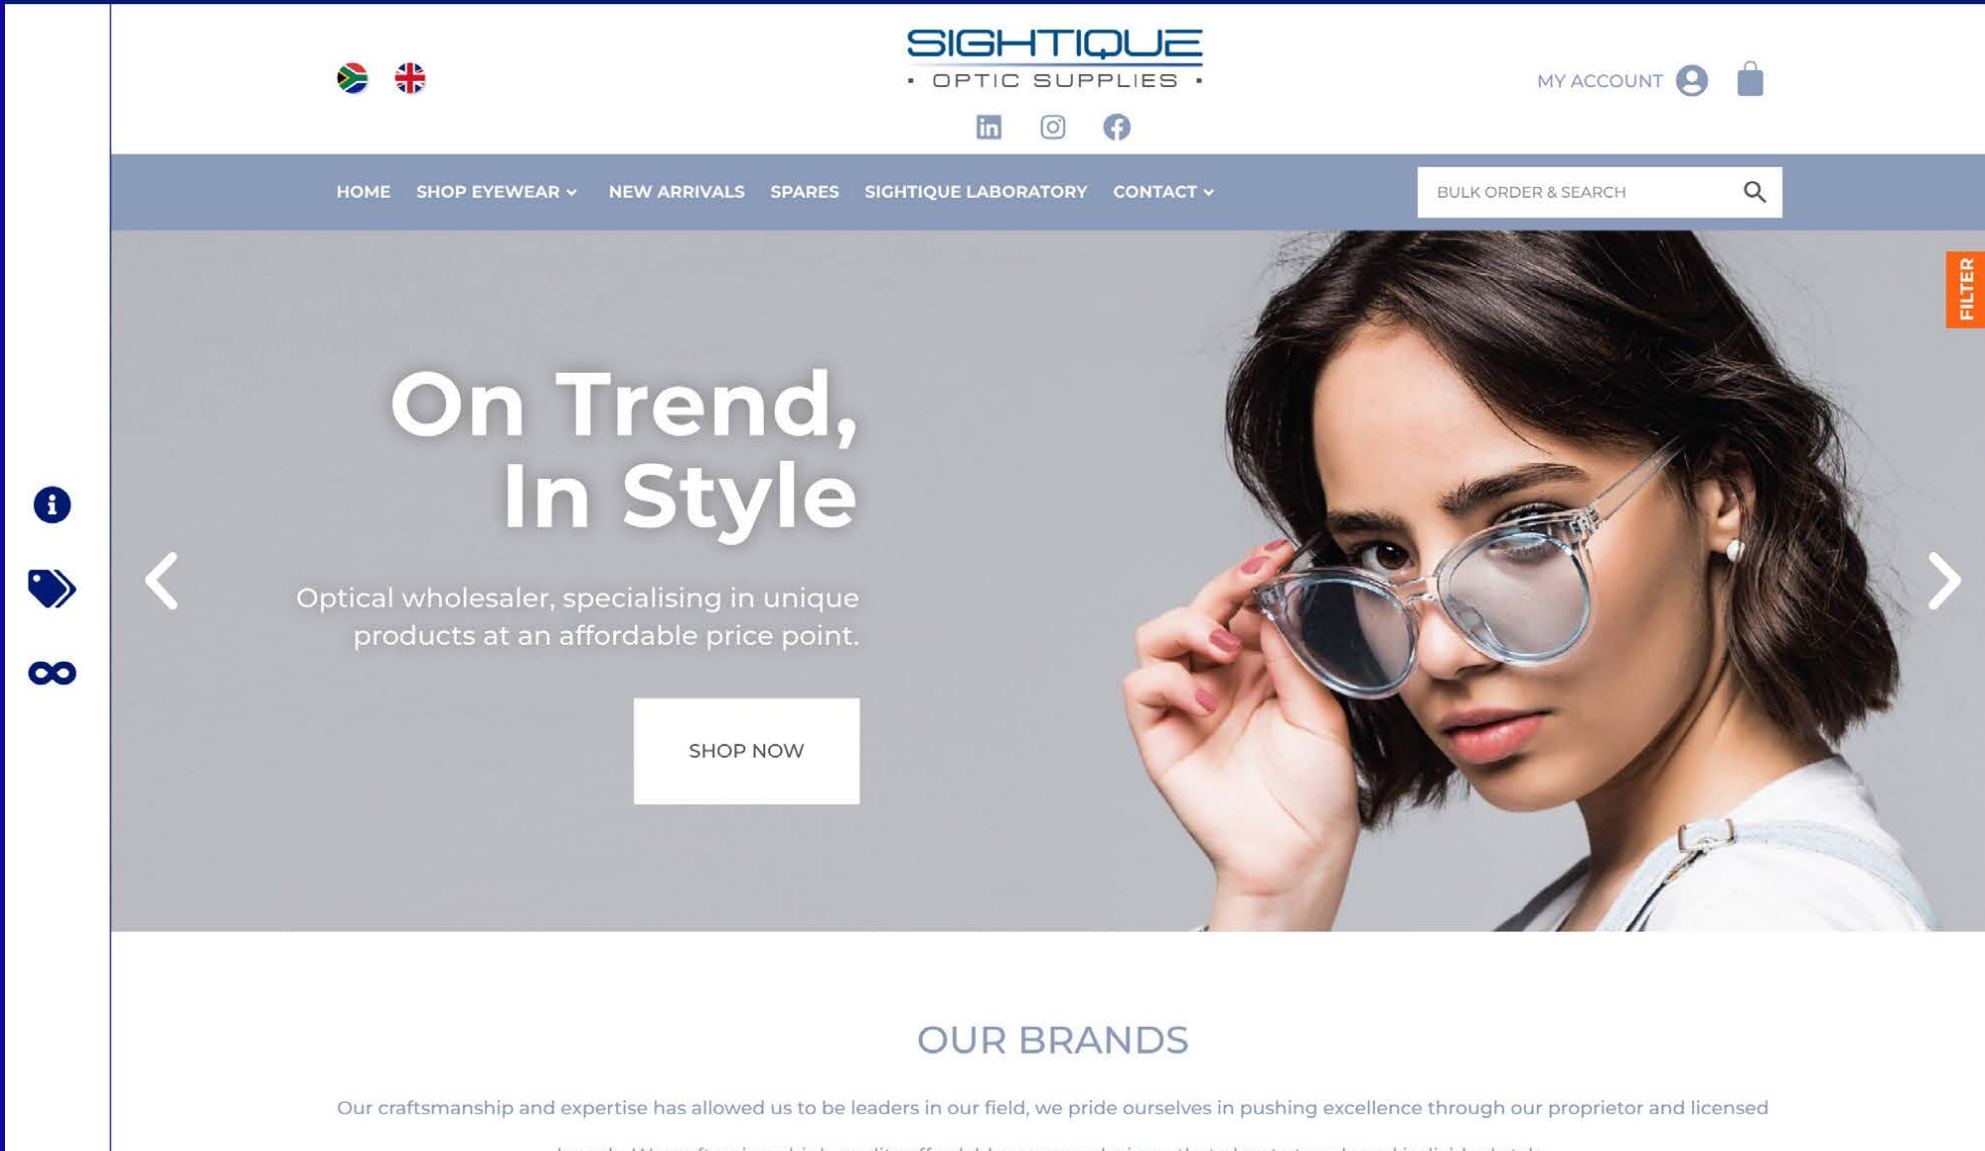 SIGHTIQUE
· OPTIC SUPPLIES ·
MY ACCOUNT
HOME SHOP EYEWEAR NEW ARRIVALS SPARES SIGHTIQUE LABORATORY CONTACT
BULK ORDER & SEARCH
FILTER
On Trend,
In Style
Optical wholesaler, specialising in unique
products at an affordable price point.
SHOP NOW
OUR BRANDS
Our craftsmanship and expertise has allowed us to be leaders in our field, we pride ourselves in pushing excellence through our proprietor and licensed